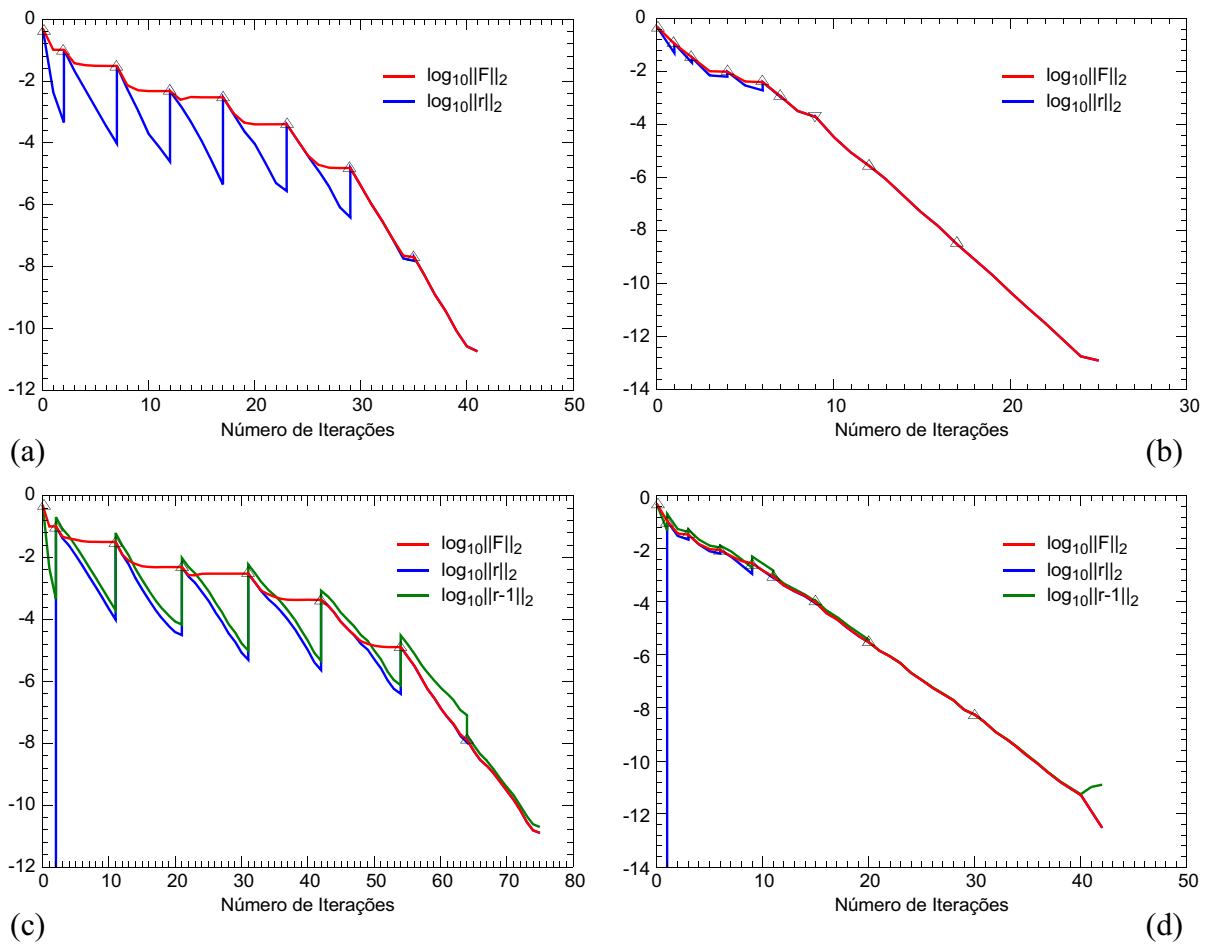 0
-2
-4
-6
-8
-10
-12
0 10 20 30 40 50
Número de Iterações
log10||F||2
log10||r||2
(a)
0
-2
-4
-6
-8
-10
-12
-14
0 10 20 30
Número de Iterações
log10||F||2
log10||r||2
(b)
0
-2
-4
-6
-8
-10
-12
0 10 20 30 40 50 60 70 80
Número de Iterações
log10||F||2
log10||r||2
log10||r-1||2
(c)
0
-2
-4
-6
-8
-10
-12
-14
0 10 20 30 40 50
Número de Iterações
log10||F||2
log10||r||2
log10||r-1||2
(d)